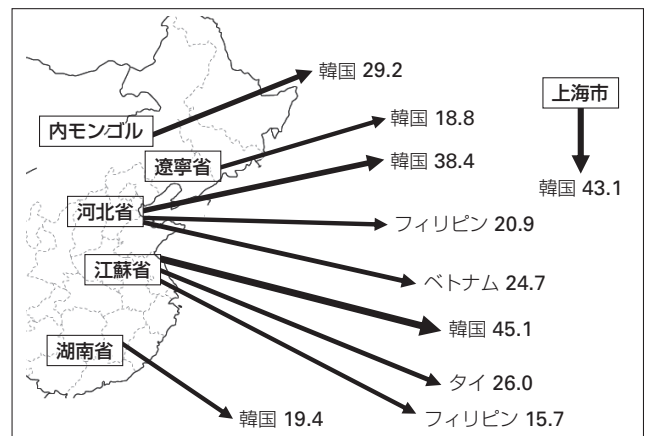 韓国 29.2
上海市
韓国 18.8
内モンゴル
遼寧省
韓国 38.4
韓国 43.1
河北省
フィリピン 20.9
江蘇省
ベトナム 24.7
韓国 45.1
湖南省
タイ 26.0
韓国 19.4
フィリピン 15.7